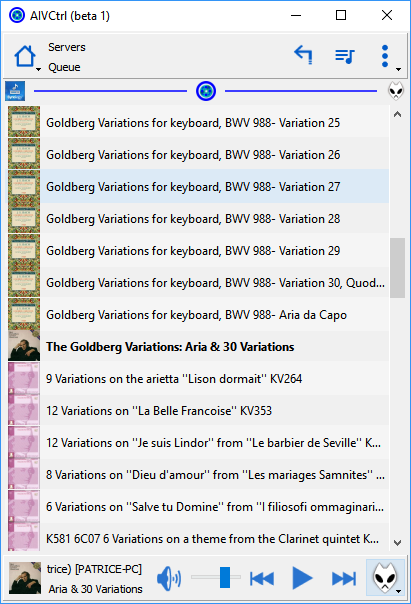 AIVCtrl (beta 1)
Servers
Queue
Goldberg Variations for keyboard, BWV 988- Variation 25
Goldberg Variations for keyboard, BWV 988- Variation 26
Goldberg Variations for keyboard, BWV 988- Variation 27
Goldberg Variations for keyboard, BWV 988- Variation 28
Goldberg Variations for keyboard, BWV 988- Variation 29
Goldberg Variations for keyboard, BWV 988- Variation 30, Quod...
Goldberg Variations for keyboard, BWV 988- Aria da Capo
The Goldberg Variations: Aria & 30 Variations
9 Variations on the arietta "Lison dormait" KV264
12 Variations on "La Belle Francoise" KV353
12 Variations on "Je suis Lindor" from "Le barbier de Seville" K...
8 Variations on "Dieu d'amour" from "Les mariages Samnites" ...
6 Variations on "Salve tu Domine" from "I filiosofi ommaginari...
K581 6C07 6 Variations on a theme from the Clarinet quintet K...
trice) [PATRICE-PC]
Aria & 30 Variations